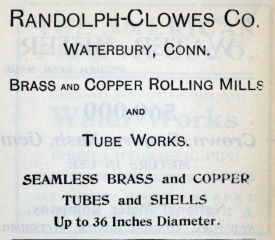 RANDOLPH-CLOWES CO.
WATERBURY, CONN.
BRASS AND COPPER ROLLING MILLS
AND
TUBE WORKS.
SEAMLESS BRASS and COPPER
TUBES and SHELLS
Up to 36 Inches Diameter.